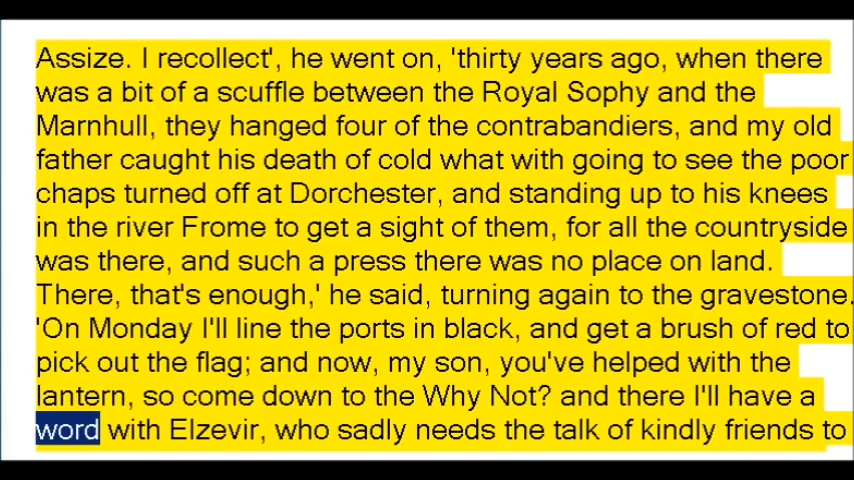 Assize. I recollect', he went on, 'thirty years ago, when there
was a bit of a scuffle between the Royal Sophy and the
Marnhull, they hanged four of the contrabandiers, and my old
father caught his death of cold what with going to see the poor
chaps turned off at Dorchester, and standing up to his knees
in the river Frome to get a sight of them, for all the countryside
was there, and such a press there was no place on land.
There, that's enough,' he said, turning again to the gravestone.
'On Monday I'll line the ports in black, and get a brush of red to
pick out the flag; and now, my son, you've helped with the
lantern, so come down to the Why Not? and there I'll have a
word with Elzevir, who sadly needs the talk of kindly friends to